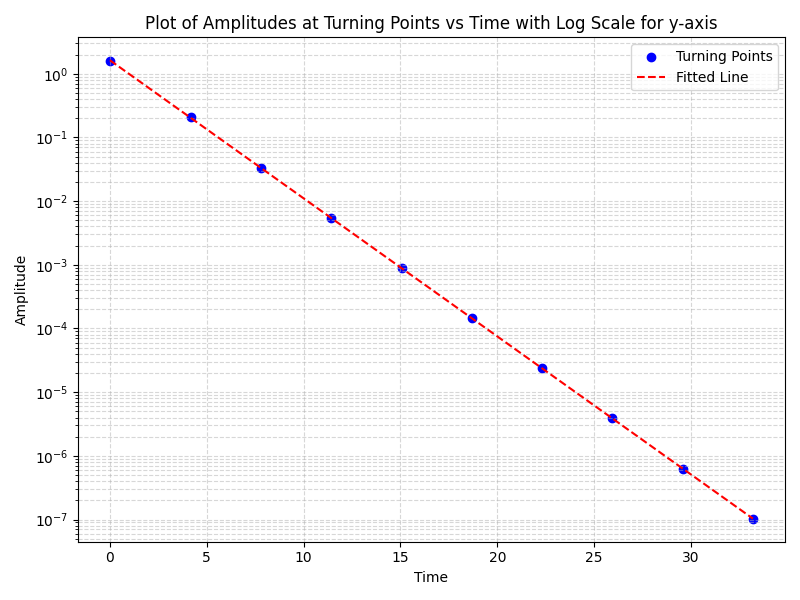 Plot of Amplitudes at Turning Points vs Time with Log Scale for y-axis
Turning Points
Fitted Line
Amplitude
10⁰
10⁻¹
10⁻²
10⁻³
10⁻⁴
10⁻⁵
10⁻⁶
10⁻⁷
0 5 10 15 20 25 30
Time